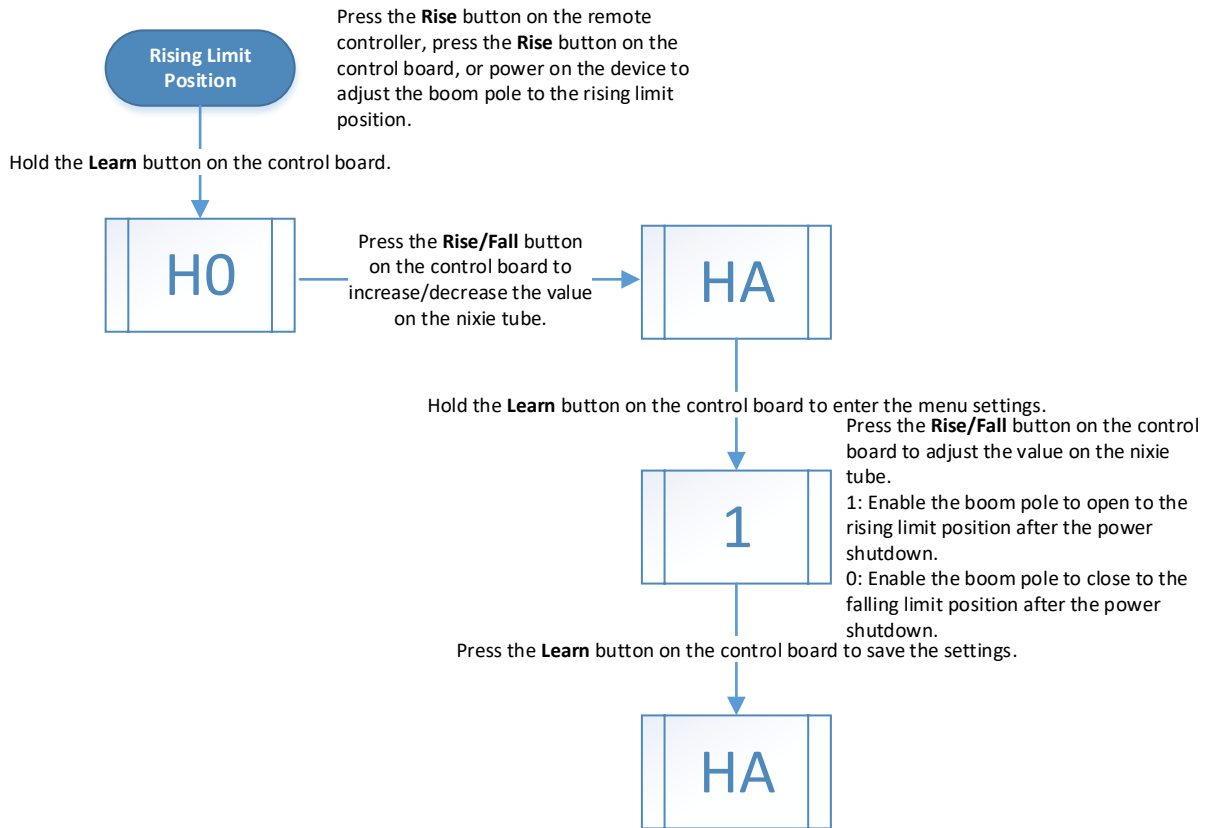 Press the Rise button on the remote
controller, press the Rise button on the
control board, or power on the device to
adjust the boom pole to the rising limit
position.
Rising Limit
Position
Hold the Learn button on the control board.
H0
Press the Rise/Fall button
on the control board to
increase/decrease the value
on the nixie tube.
HA
Hold the Learn button on the control board to enter the menu settings.
Press the Rise/Fall button on the control
board to adjust the value on the nixie
tube.
1: Enable the boom pole to open to the
rising limit position after the power
shutdown.
0: Enable the boom pole to close to the
falling limit position after the power
shutdown.
1
Press the Learn button on the control board to save the settings.
HA